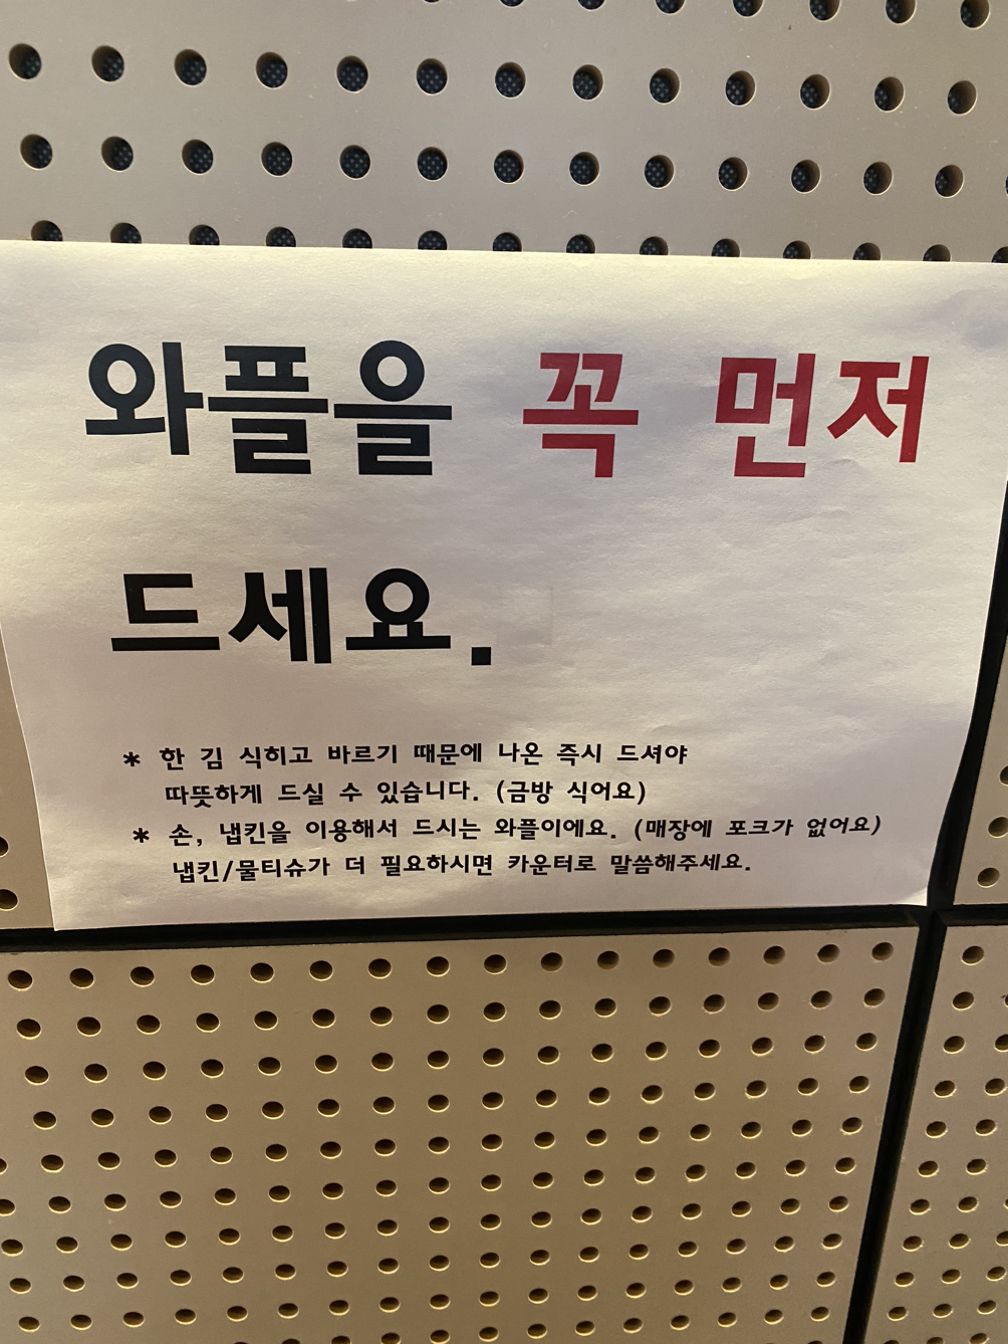 와플을 꼭 먼저
드세요.
* 한 김 식히고 바르기 때문에 나온 즉시 드셔야
따뜻하게 드실 수 있습니다. (금방 식어요)
* 손, 냅킨을 이용해서 드시는 와플이에요. (매장에 포크가 없어요)
냅킨/물티슈가 더 필요하시면 카운터로 말씀해주세요.